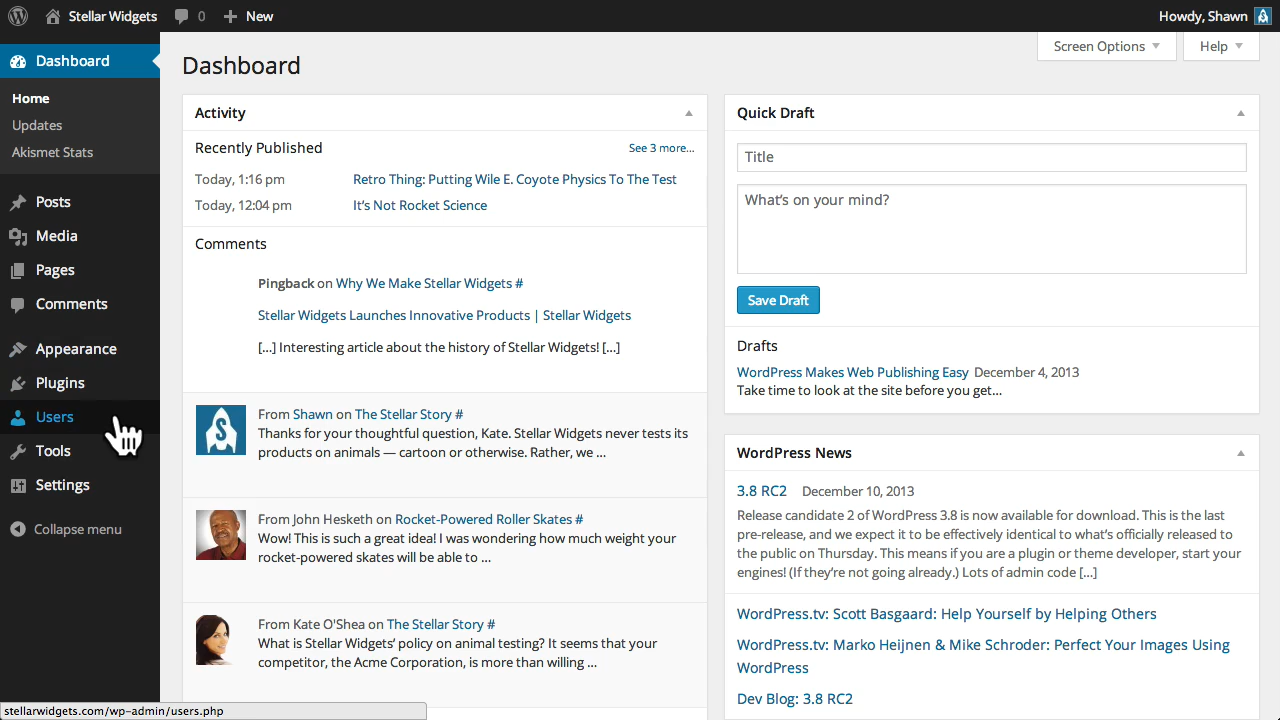 Stellar Widgets
0
New
Howdy, Shawn
Dashboard
Home
Updates
Akismet Stats
Posts
Media
Pages
Comments
Appearance
Plugins
Users
Tools
Settings
Collapse menu
Screen Options
Help
Dashboard
Activity
Recently Published
See 3 more...
Today, 1:16 pm
Retro Thing: Putting Wile E. Coyote Physics To The Test
Today, 12:04 pm
It's Not Rocket Science
Comments
Pingback on Why We Make Stellar Widgets #
Stellar Widgets Launches Innovative Products | Stellar Widgets
[...] Interesting article about the history of Stellar Widgets! [...]
S
From Shawn on The Stellar Story #
Thanks for your thoughtful question, Kate. Stellar Widgets never tests its
products on animals — cartoon or otherwise. Rather, we ...
From John Hesketh on Rocket-Powered Roller Skates #
Wow! This is such a great idea! I was wondering how much weight your
rocket-powered skates will be able to ...
From Kate O'Shea on The Stellar Story #
What is Stellar Widgets' policy on animal testing? It seems that your
competitor, the Acme Corporation, is more than willing ...
Quick Draft
Title
What's on your mind?
Save Draft
Drafts
WordPress Makes Web Publishing Easy December 4, 2013
Take time to look at the site before you get...
WordPress News
3.8 RC2 December 10, 2013
Release candidate 2 of WordPress 3.8 is now available for download. This is the last
pre-release, and we expect it to be effectively identical to what's officially released to
the public on Thursday. This means if you are a plugin or theme developer, start your
engines! (If they're not going already.) Lots of admin code [...]
WordPress.tv: Scott Basgaard: Help Yourself by Helping Others
WordPress.tv: Marko Heijnen & Mike Schroder: Perfect Your Images Using
WordPress
Dev Blog: 3.8 RC2
stellarwidgets.com/wp-admin/users.php